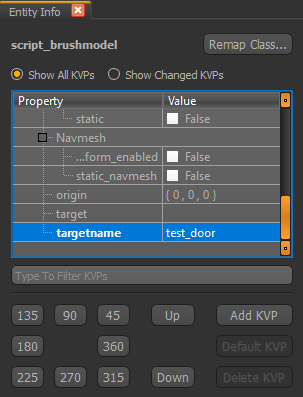 Entity Info
script_brushmodel
Remap Class...
Show All KVPs Show Changed KVPs
Property Value
static False
Navmesh
...form_enabled False
static_navmesh False
origin ( 0 , 0 , 0 )
target
targetname test_door
Type To Filter KVPs
135 90 45 Up Add KVP
180 360 Default KVP
225 270 315 Down Delete KVP